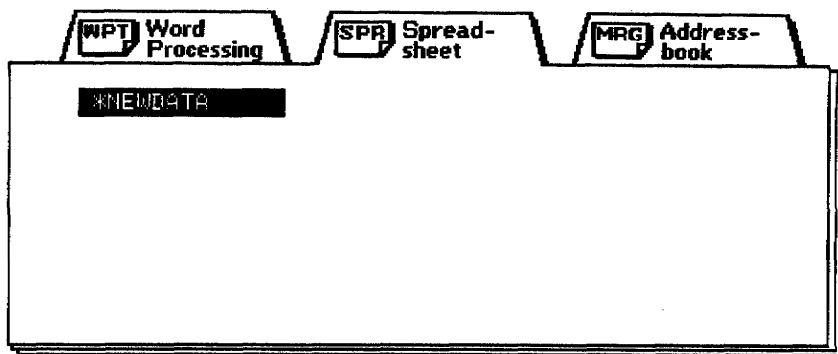 WPT Word Processing
SPR Spread-sheet
MRG Address-book
*NEWDATA